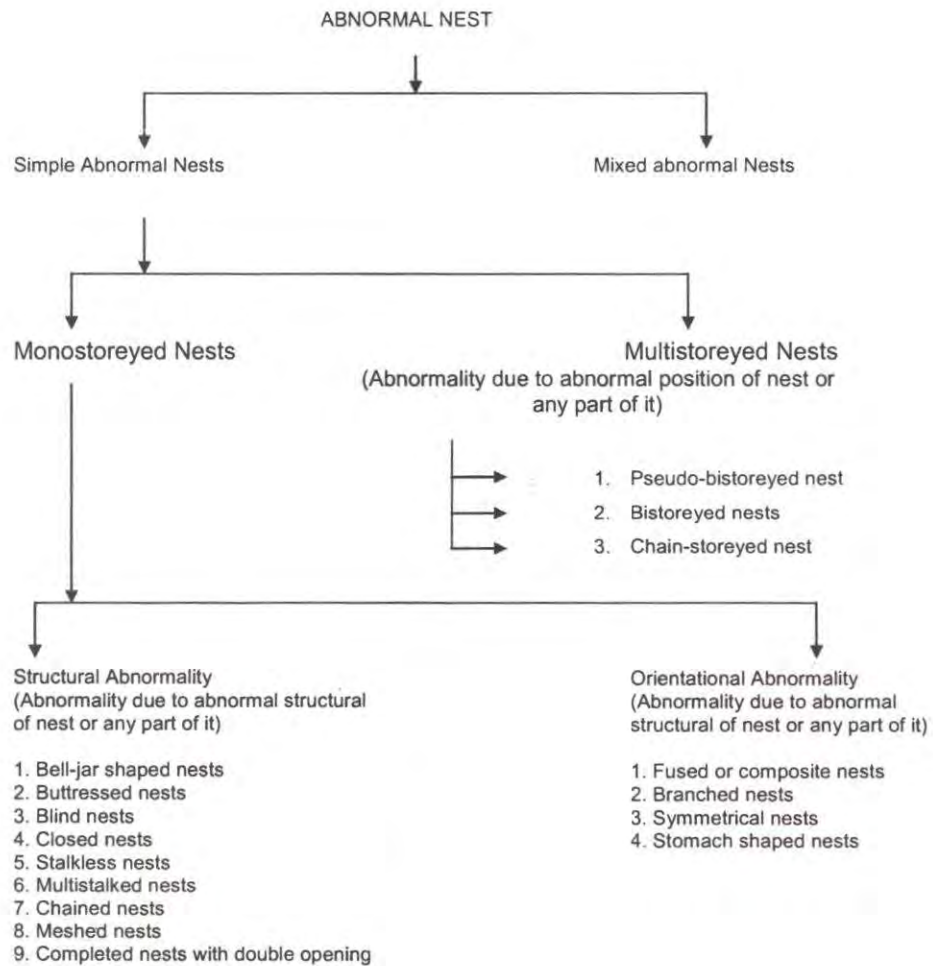 ABNORMAL NEST
Simple Abnormal Nests
Mixed abnormal Nests
Monostoreyed Nests
Multistoreyed Nests
(Abnormality due to abnormal position of nest or
any part of it)
1. Pseudo-bistoreyed nest
2. Bistoreyed nests
3. Chain-storeyed nest
Structural Abnormality
(Abnormality due to abnormal structural
of nest or any part of it)
1. Bell-jar shaped nests
2. Buttressed nests
3. Blind nests
4. Closed nests
5. Stalkless nests
6. Multistalked nests
7. Chained nests
8. Meshed nests
9. Completed nests with double opening
Orientational Abnormality
(Abnormality due to abnormal
structural of nest or any part of it)
1. Fused or composite nests
2. Branched nests
3. Symmetrical nests
4. Stomach shaped nests